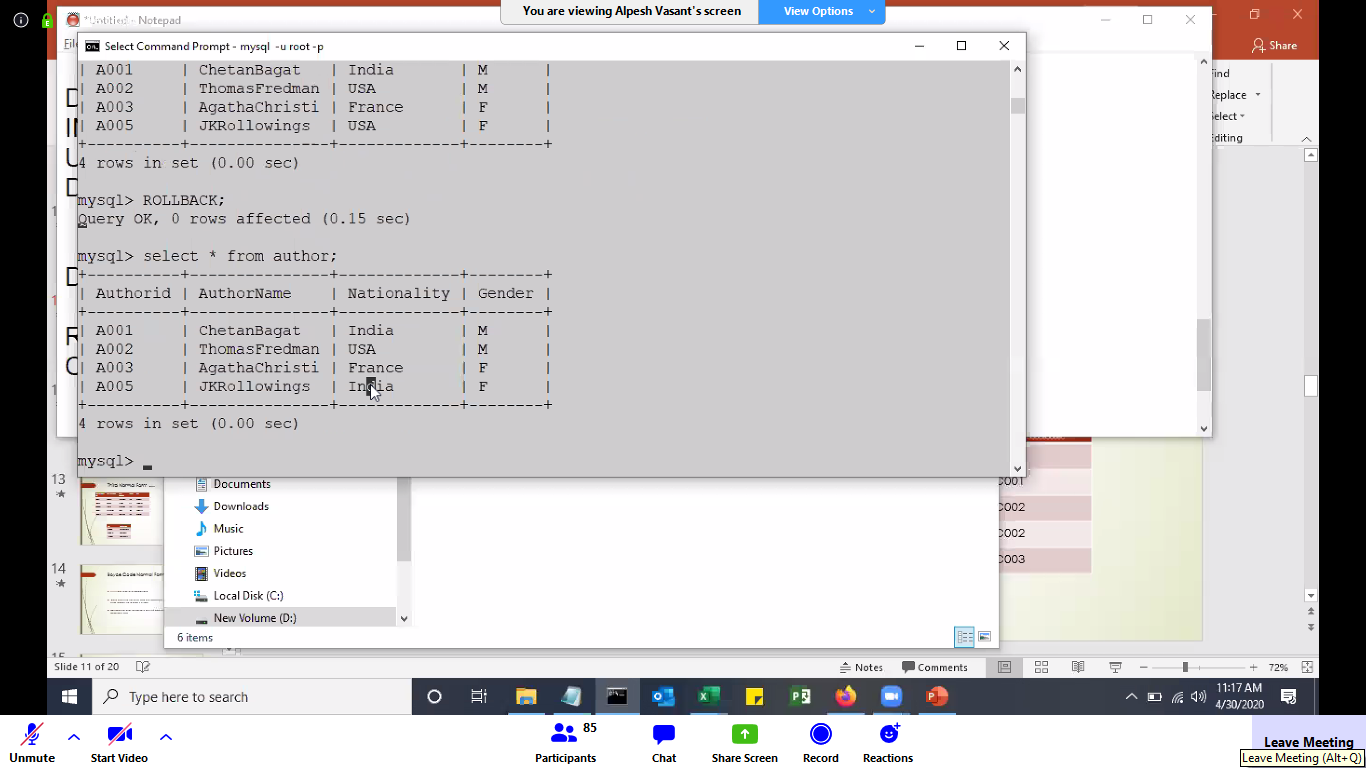 You are viewing Alpesh Vasant's screen
View Options
*Untitled - Notepad
Share
Select Command Prompt - mysql -u root -p
| A001 | ChetanBagat | India | M |
| A002 | ThomasFredman | USA | M |
| A003 | AgathaChristi | France | F |
| A005 | JKRollowings | USA | F |
+----------+---------------+-------------+--------+
4 rows in set (0.00 sec)
mysql> ROLLBACK;
Query OK, 0 rows affected (0.15 sec)
mysql> select * from author;
+----------+---------------+-------------+--------+
| Authorid | AuthorName | Nationality | Gender |
+----------+---------------+-------------+--------+
| A001 | ChetanBagat | India | M |
| A002 | ThomasFredman | USA | M |
| A003 | AgathaChristi | France | F |
| A005 | JKRollowings | India | F |
+----------+---------------+-------------+--------+
4 rows in set (0.00 sec)
mysql>
Find
Replace
Select
Editing
13
14
15
Documents
Downloads
Music
Pictures
Videos
Local Disk (C:)
New Volume (D:)
6 items
C001
C002
C002
C003
Slide 11 of 20
Notes
Comments
72%
Type here to search
11:17 AM
4/30/2020
Unmute
Start Video
Participants
85
Chat
Share Screen
Record
Reactions
Leave Meeting
Leave Meeting (Alt+Q)